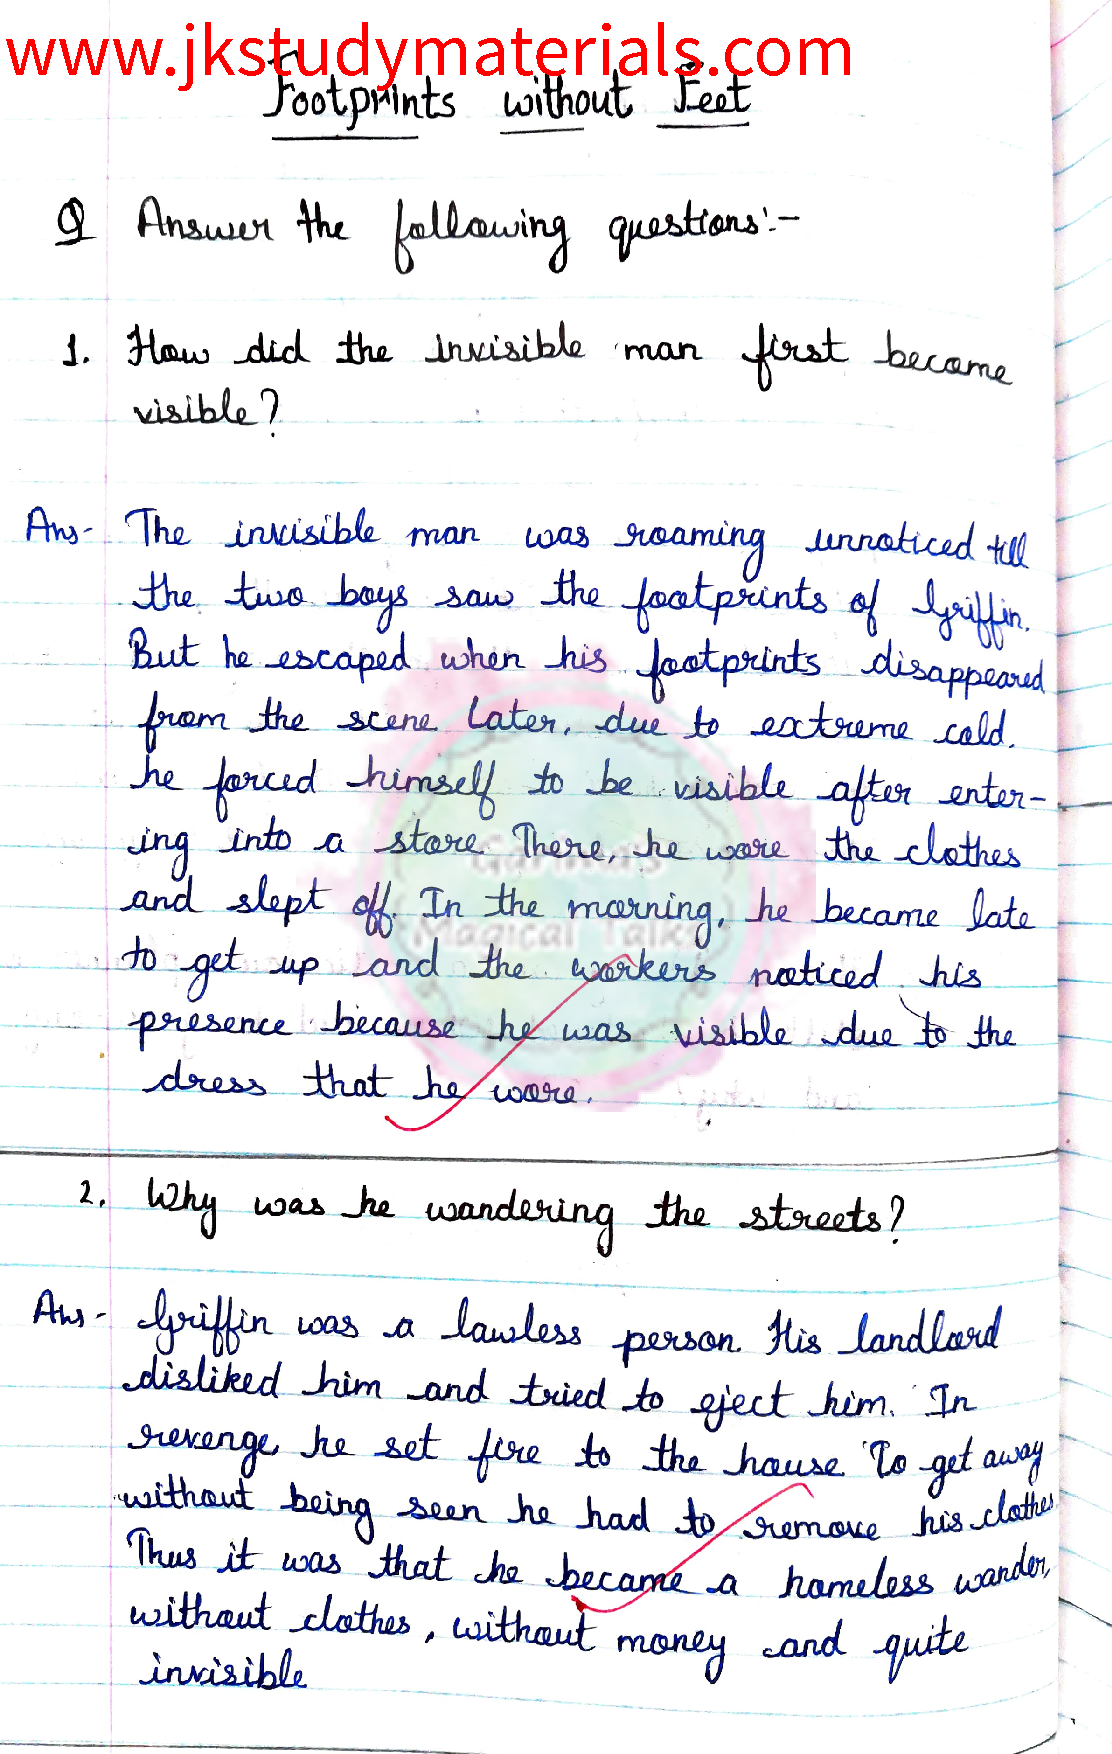 www.jkstudymaterials.com
Footprints without Feet
Q Answer the following questions:-
1. How did the invisible man first become
visible?
Ans- The invisible man was roaming unnoticed till
the two boys saw the footprints of Griffin.
But he escaped when his footprints disappeared
from the scene. Later, due to extreme cold.
he forced himself to be visible after enter-
ing into a store. There, he wore the clothes
and slept off. In the morning, he became late
to get up and the workers noticed his
presence because he was visible due to the
dress that he wore.
Magical Talks
2. Why was he wandering the streets?
Ans- Griffin was a lawless person. His landlord
disliked him and tried to eject him. In
revenge he set fire to the house. To get away
without being seen he had to remove his clothes
Thus it was that he became a homeless wander,
without clothes, without money and quite
invisible